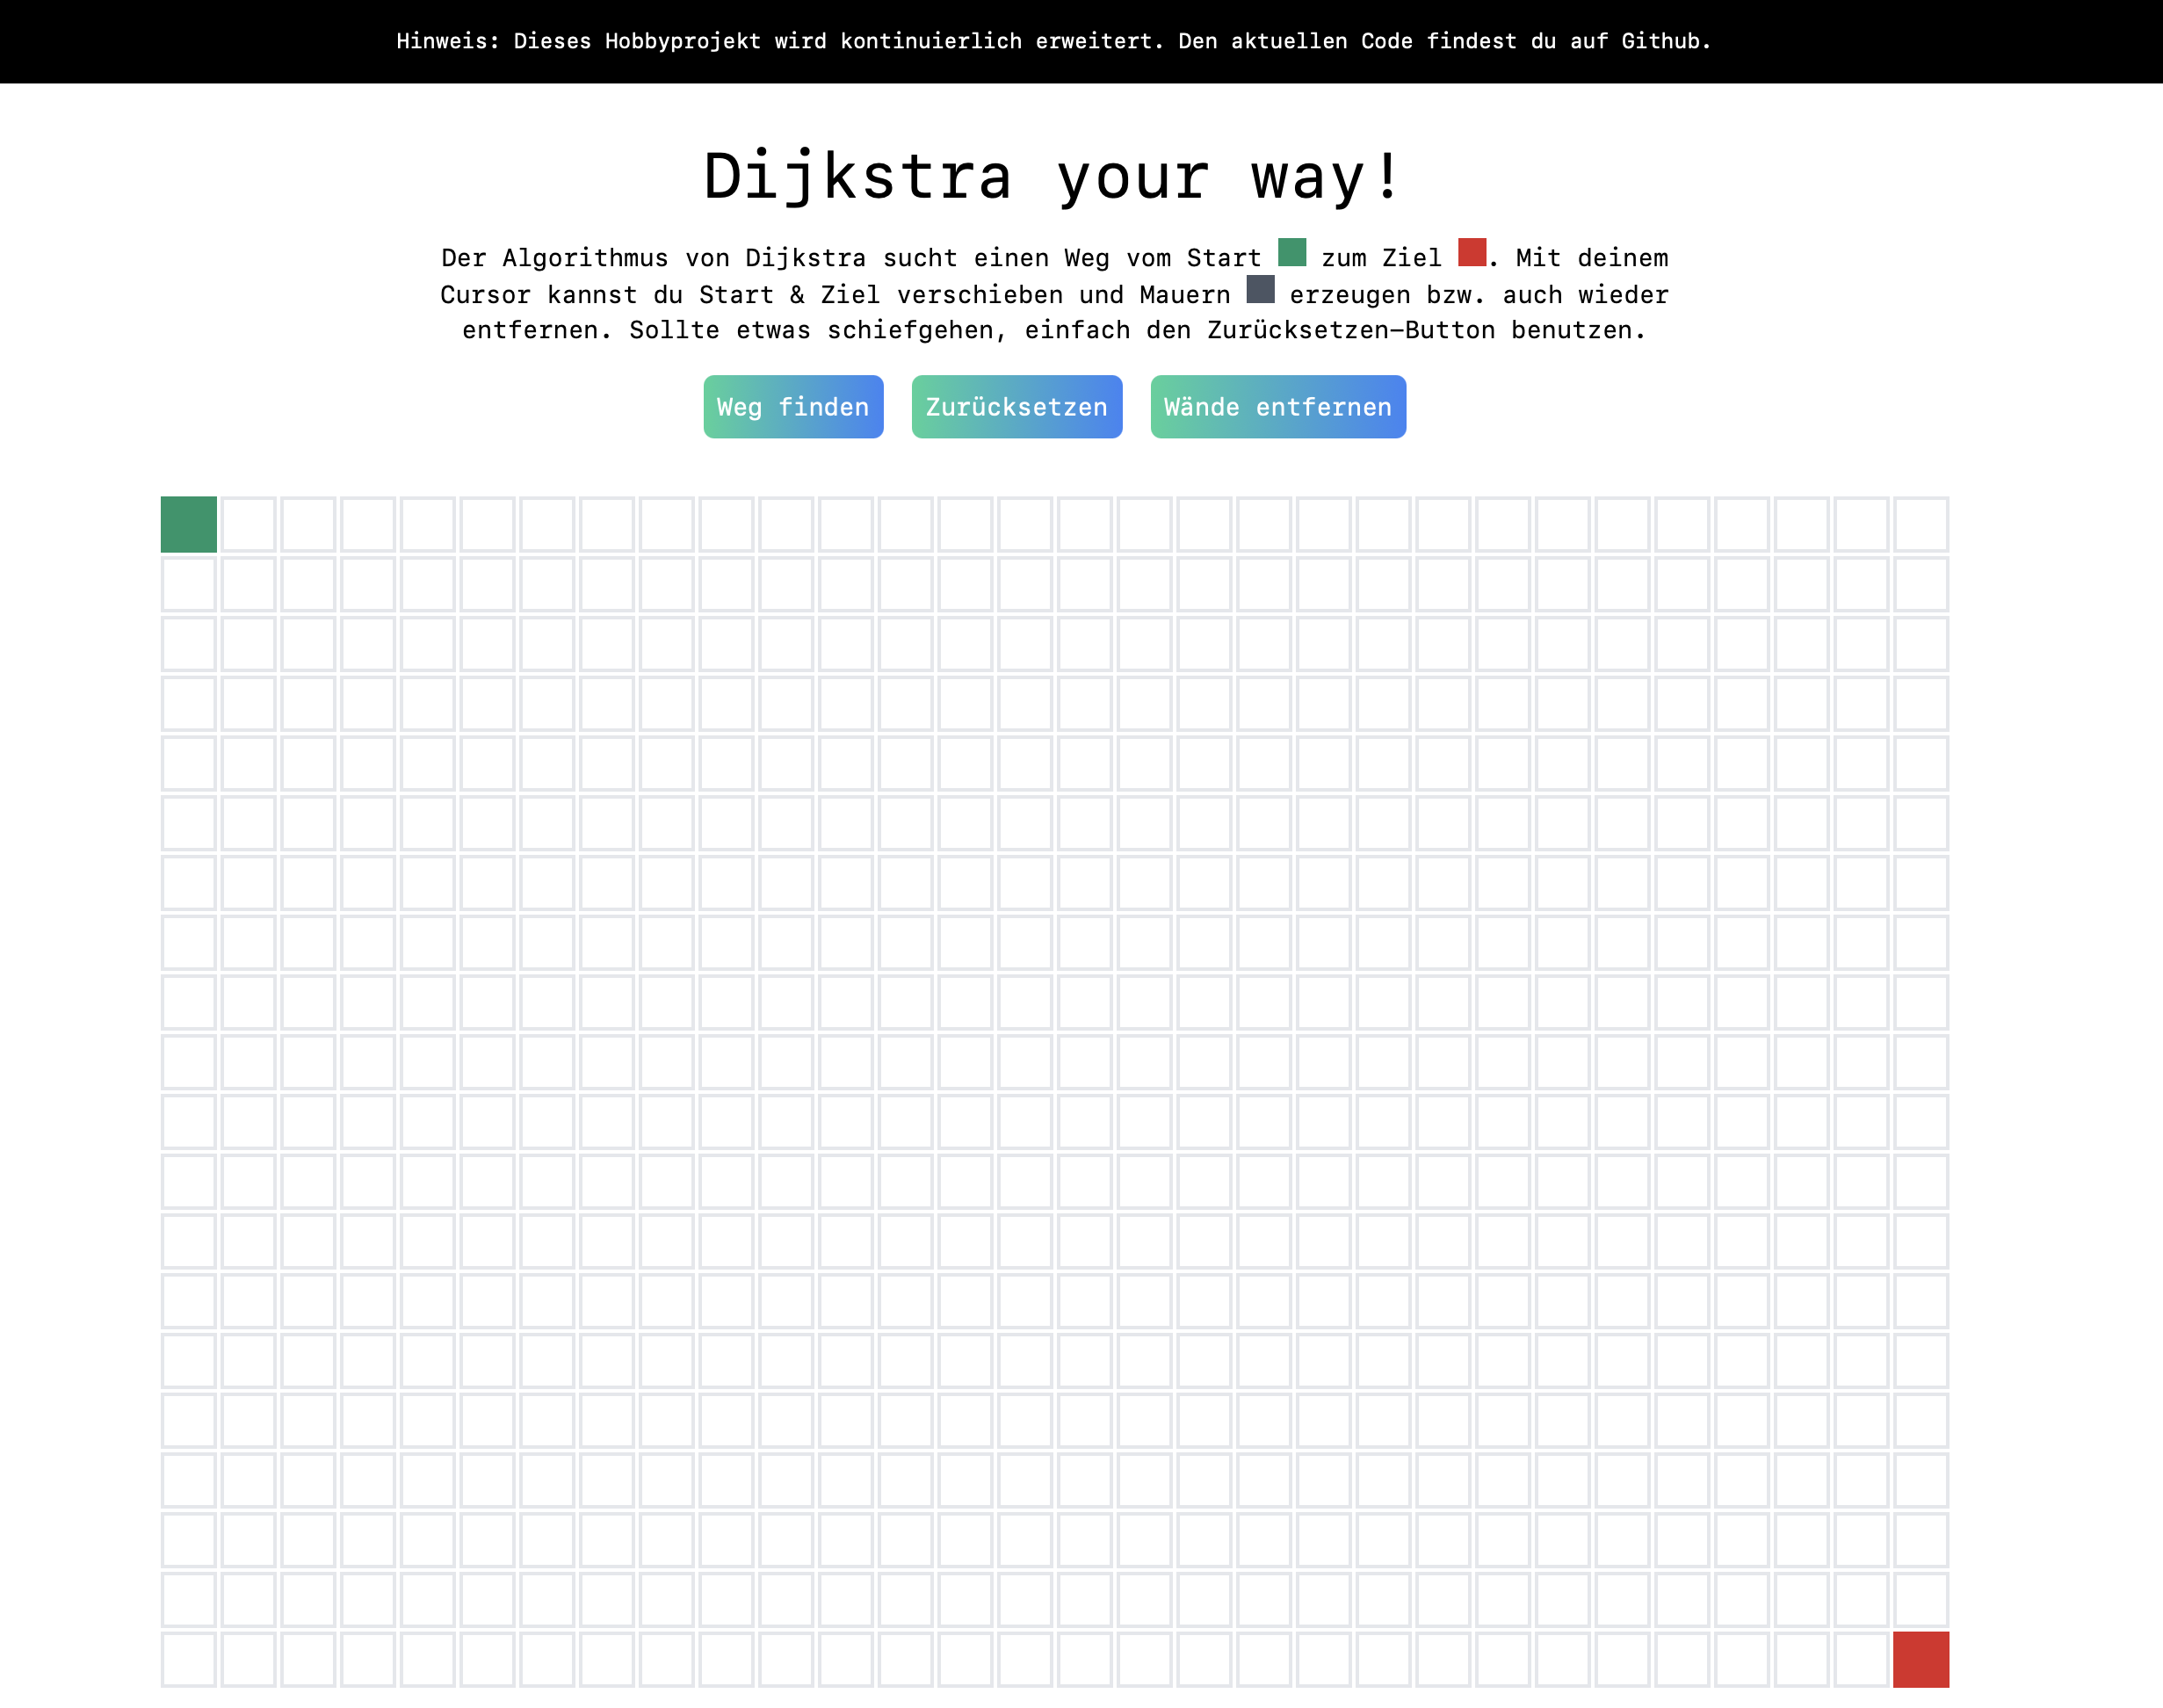 Hinweis: Dieses Hobbyprojekt wird kontinuierlich erweitert. Den aktuellen Code findest du auf Github.
Dijkstra your way!
Der Algorithmus von Dijkstra sucht einen Weg vom Start zum Ziel . Mit deinem
Cursor kannst du Start & Ziel verschieben und Mauern erzeugen bzw. auch wieder
entfernen. Sollte etwas schiefgehen, einfach den Zurücksetzen–Button benutzen.
Weg finden
Zurücksetzen
Wände entfernen